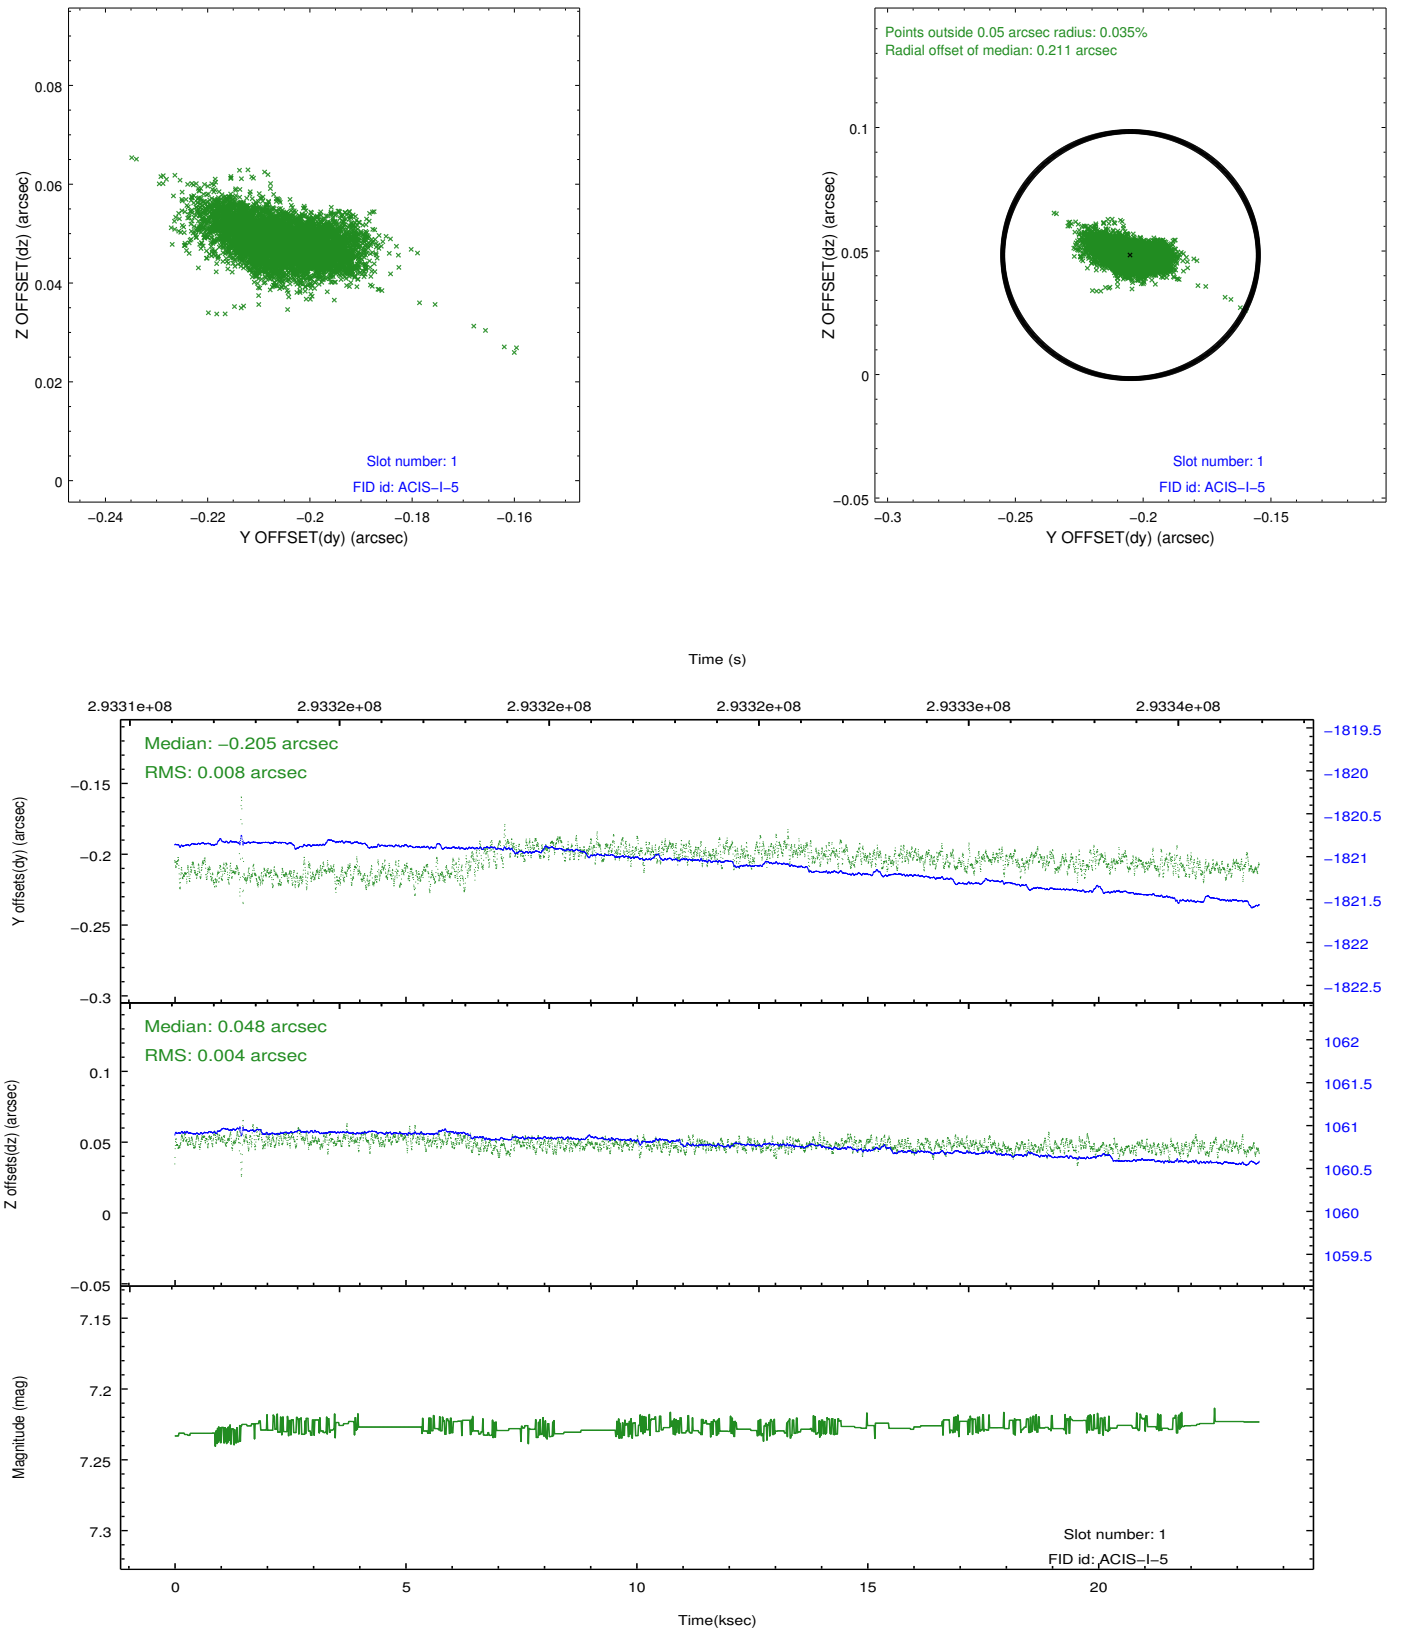 Points outside 0.05 arcsec radius: 0.035%
Radial offset of median: 0.211 arcsec
0.08
0.06
0.04
0.02
0
Z OFFSET(dz) (arcsec)
Slot number: 1
FID id: ACIS−I−5
−0.24 −0.22 −0.2 −0.18 −0.16
Y OFFSET(dy) (arcsec)
0.1
0.05
0
−0.05
Z OFFSET(dz) (arcsec)
Slot number: 1
FID id: ACIS−I−5
−0.3 −0.25 −0.2 −0.15
Y OFFSET(dy) (arcsec)
Time (s)
2.9331e+08 2.9332e+08 2.9332e+08 2.9332e+08 2.9333e+08 2.9334e+08
Median: −0.205 arcsec
RMS: 0.008 arcsec
−0.15
−0.2
−0.25
−0.3
Y offsets(dy) (arcsec)
−1819.5
−1820
−1820.5
−1821
−1821.5
−1822
−1822.5
Median: 0.048 arcsec
RMS: 0.004 arcsec
0.1
0.05
0
−0.05
Z offsets(dz) (arcsec)
1062
1061.5
1061
1060.5
1060
1059.5
7.15
7.2
7.25
7.3
Magnitude (mag)
Slot number: 1
FID id: ACIS−I−5
0 5 10 15 20
Time(ksec)